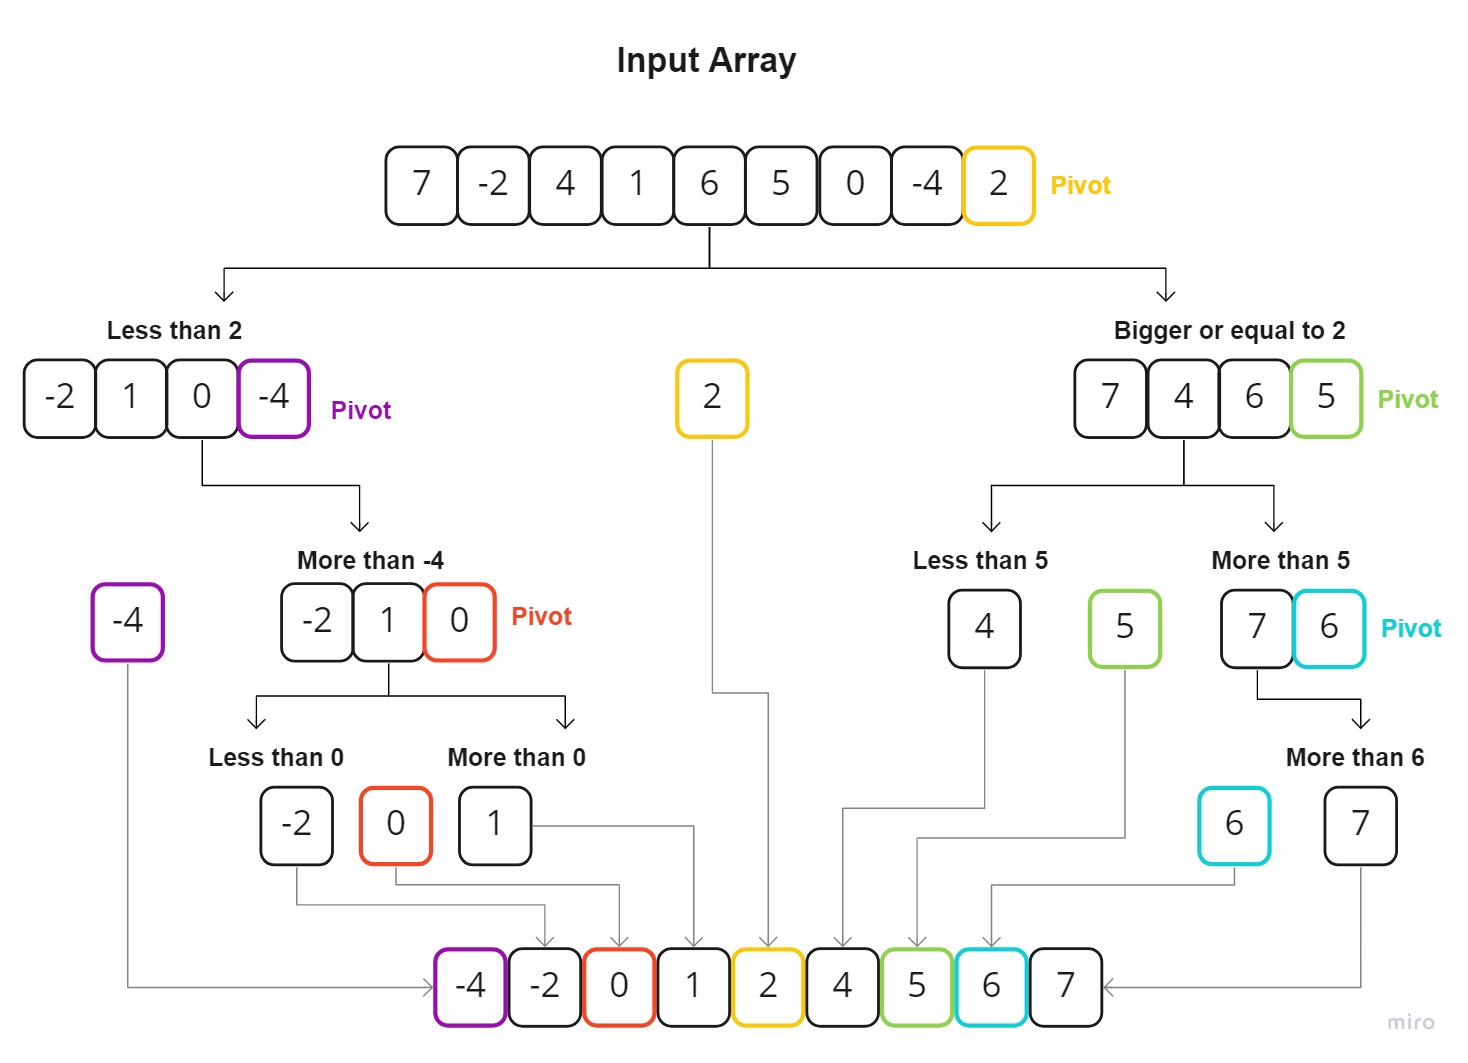 Input Array
7 -2 4 1 6 5 0 -4 2 Pivot
Less than 2
Bigger or equal to 2
-2 1 0 -4 Pivot
2
7 4 6 5 Pivot
More than -4
Less than 5
More than 5
-4
-2 1 0 Pivot
4
5
7 6 Pivot
Less than 0
More than 0
More than 6
-2
0
1
6
7
-4 -2 0 1 2 4 5 6 7
miro